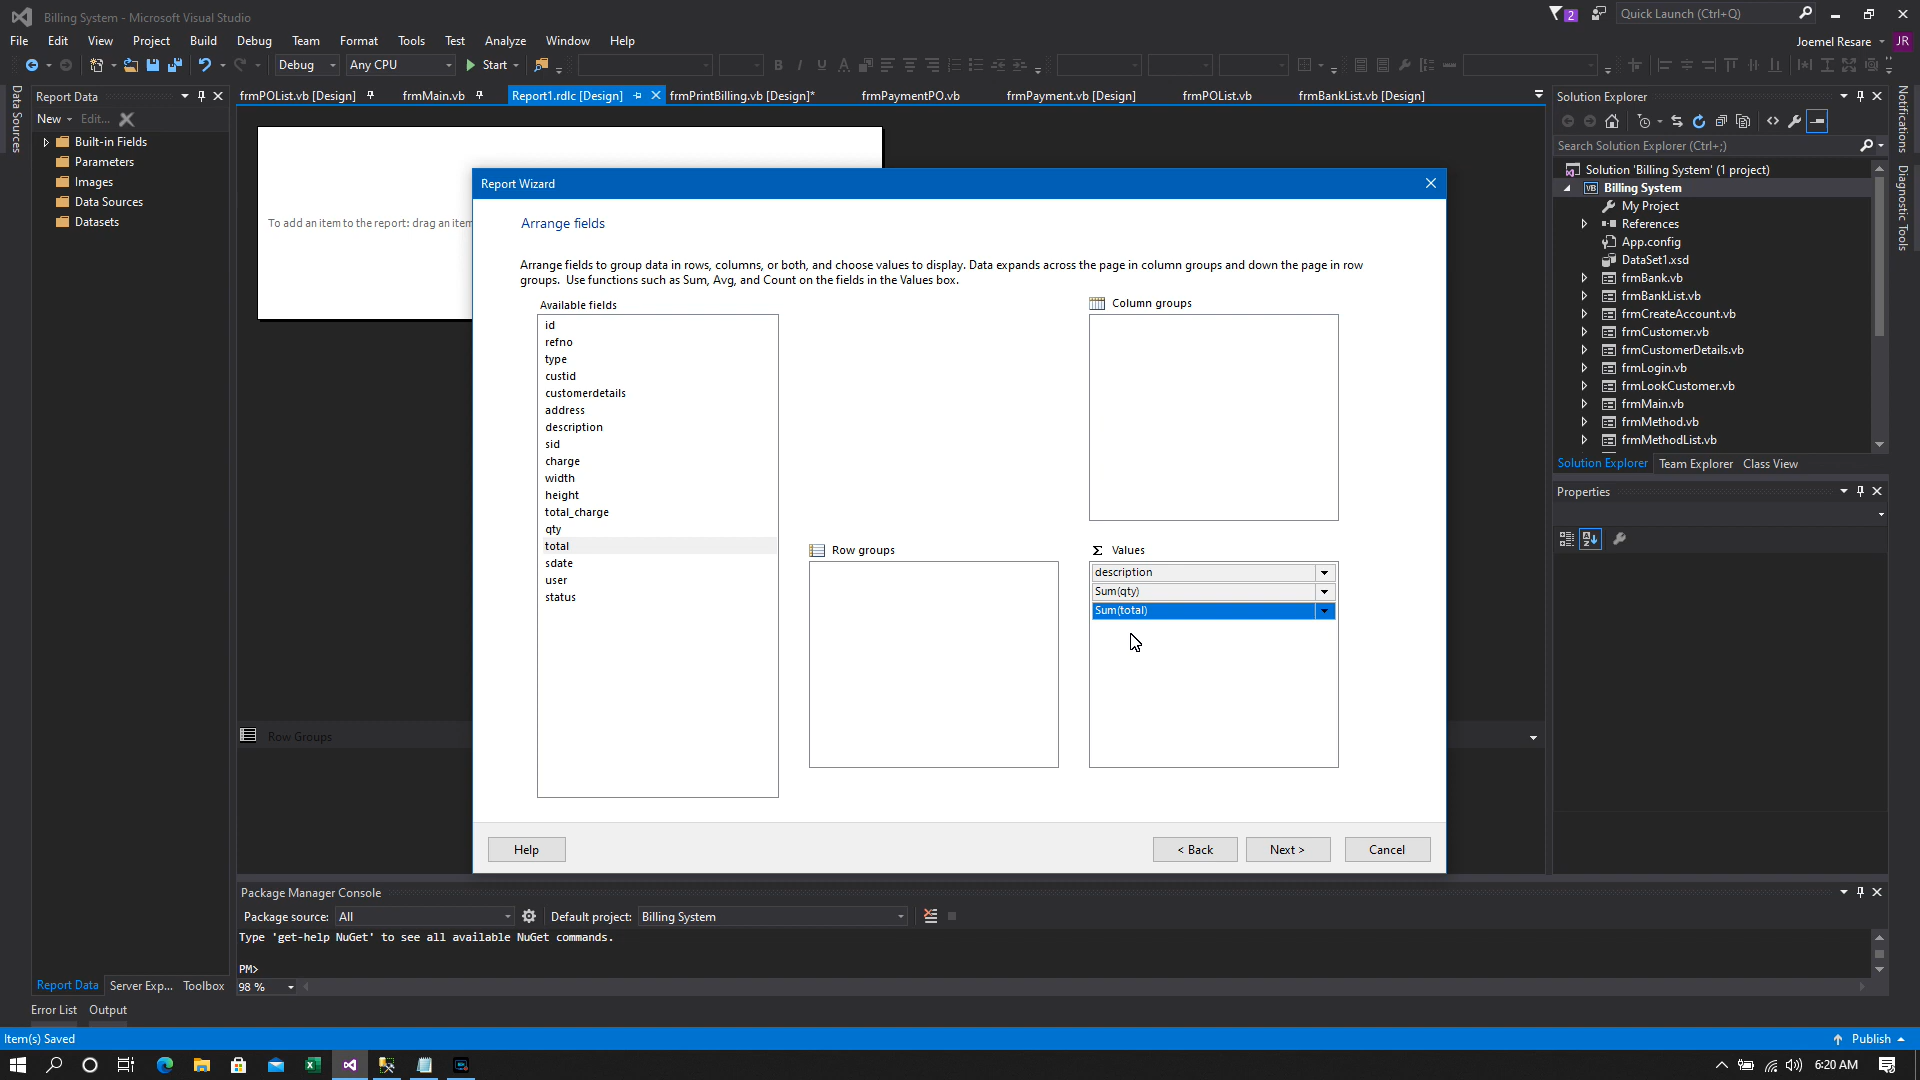 Billing System - Microsoft Visual Studio
2
Quick Launch (Ctrl+Q)
File Edit View Project Build Debug Team Format Tools Test Analyze Window Help
Joemel Resare JR
Debug Any CPU Start
Data Sources
Report Data
New Edit...
Built-in Fields
Parameters
Images
Data Sources
Datasets
frmPOList.vb [Design] frmMain.vb Report1.rdlc [Design] frmPrintBilling.vb [Design]* frmPaymentPO.vb frmPayment.vb [Design] frmPOList.vb frmBankList.vb [Design]
To add an item to the report: drag an item
Row Groups
Report Wizard
Arrange fields
Arrange fields to group data in rows, columns, or both, and choose values to display. Data expands across the page in column groups and down the page in row
groups. Use functions such as Sum, Avg, and Count on the fields in the Values box.
Available fields
id
refno
type
custid
customerdetails
address
description
sid
charge
width
height
total_charge
qty
total
sdate
user
status
Column groups
Row groups
Σ Values
description
Sum(qty)
Sum(total)
Help < Back Next > Cancel
Solution Explorer
Search Solution Explorer (Ctrl+;)
Solution 'Billing System' (1 project)
VB Billing System
My Project
References
App.config
DataSet1.xsd
frmBank.vb
frmBankList.vb
frmCreateAccount.vb
frmCustomer.vb
frmCustomerDetails.vb
frmLogin.vb
frmLookCustomer.vb
frmMain.vb
frmMethod.vb
frmMethodList.vb
Solution Explorer Team Explorer Class View
Properties
Notifications
Diagnostic Tools
Package Manager Console
Package source: All Default project: Billing System
Type 'get-help NuGet' to see all available NuGet commands.
PM>
98 %
Report Data Server Exp... Toolbox
Error List Output
Item(s) Saved
Publish
6:20 AM